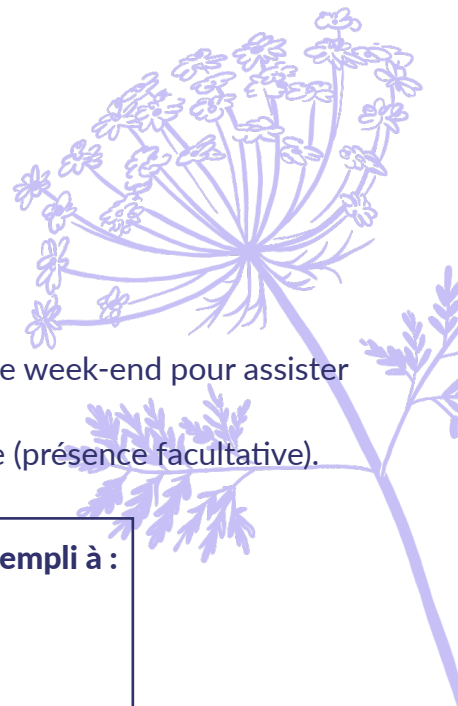 e week-end pour assister
e (présence facultative).
empli à :